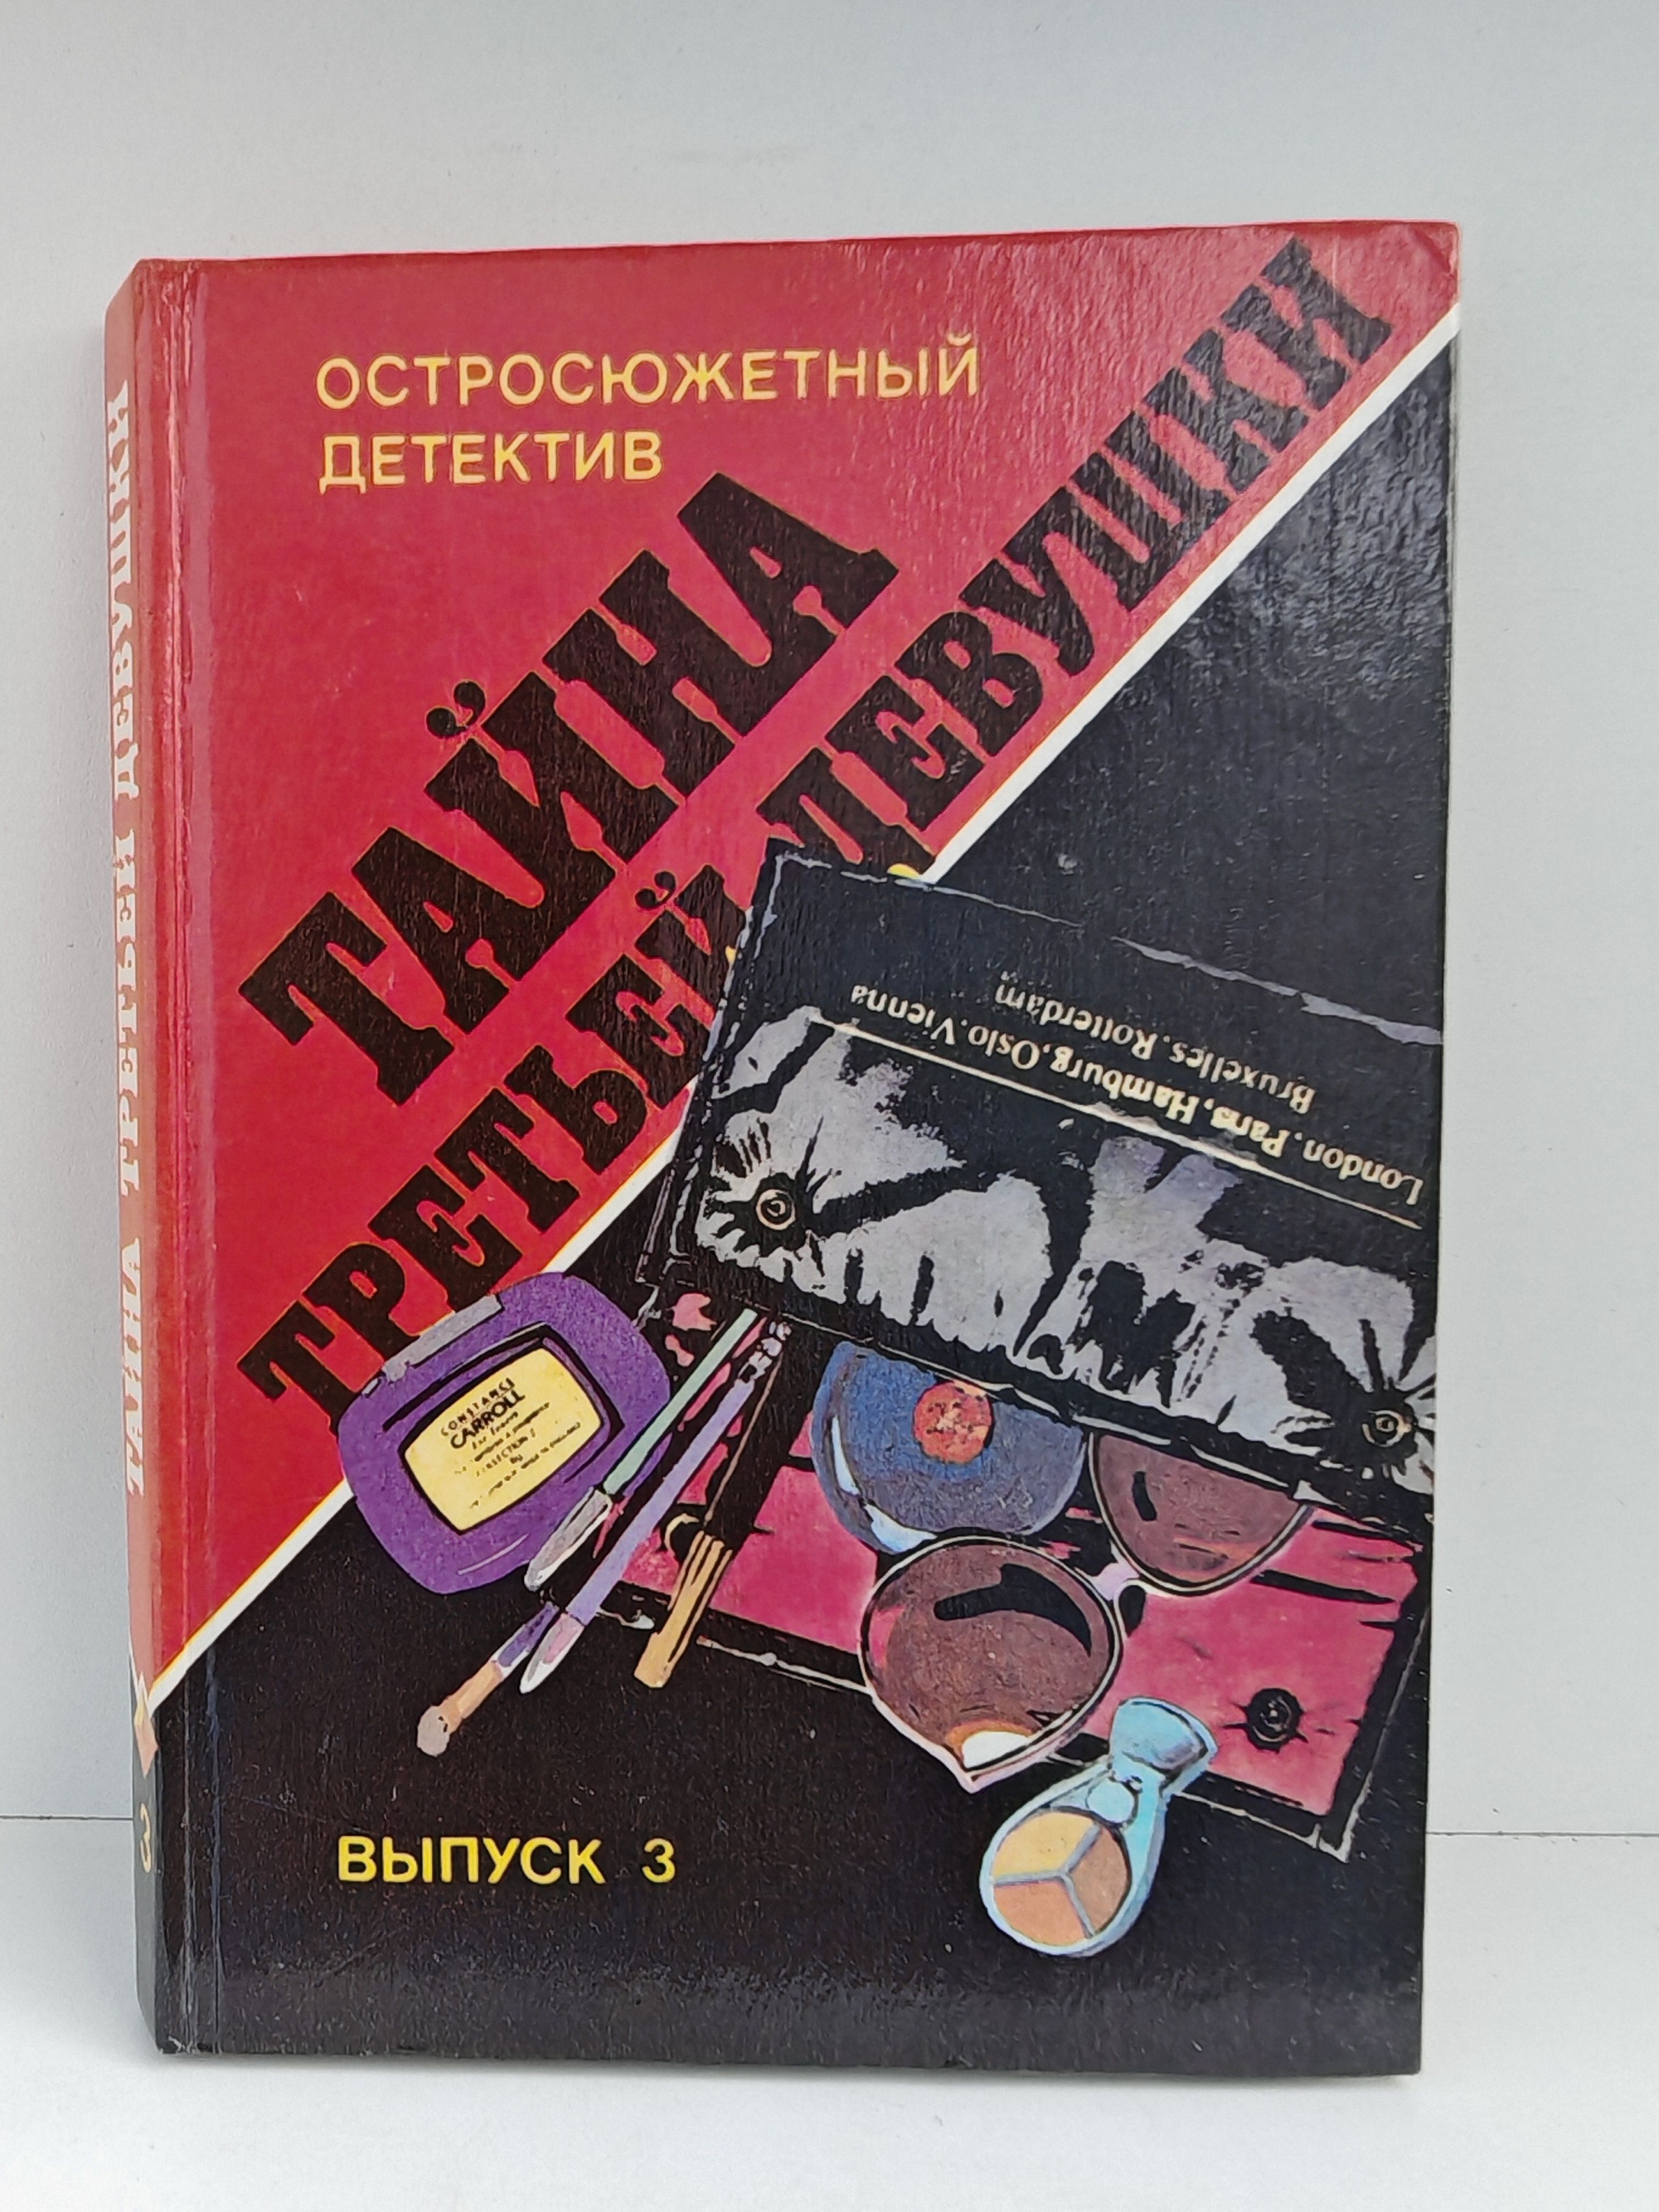 ОСТРОСЮЖЕТНЫЙ
ДЕТЕКТИВ
ТАЙНА
ТРЕТЬЕЙ ДЕВУШКИ
London, Paris, Hamburg, Oslo, Vienna
Bruxelles, Rotterdam
CONSTANCE
CARROLL
ВЫПУСК 3
ТАЙНА ТРЕТЬЕЙ ДЕВУШКИ
3